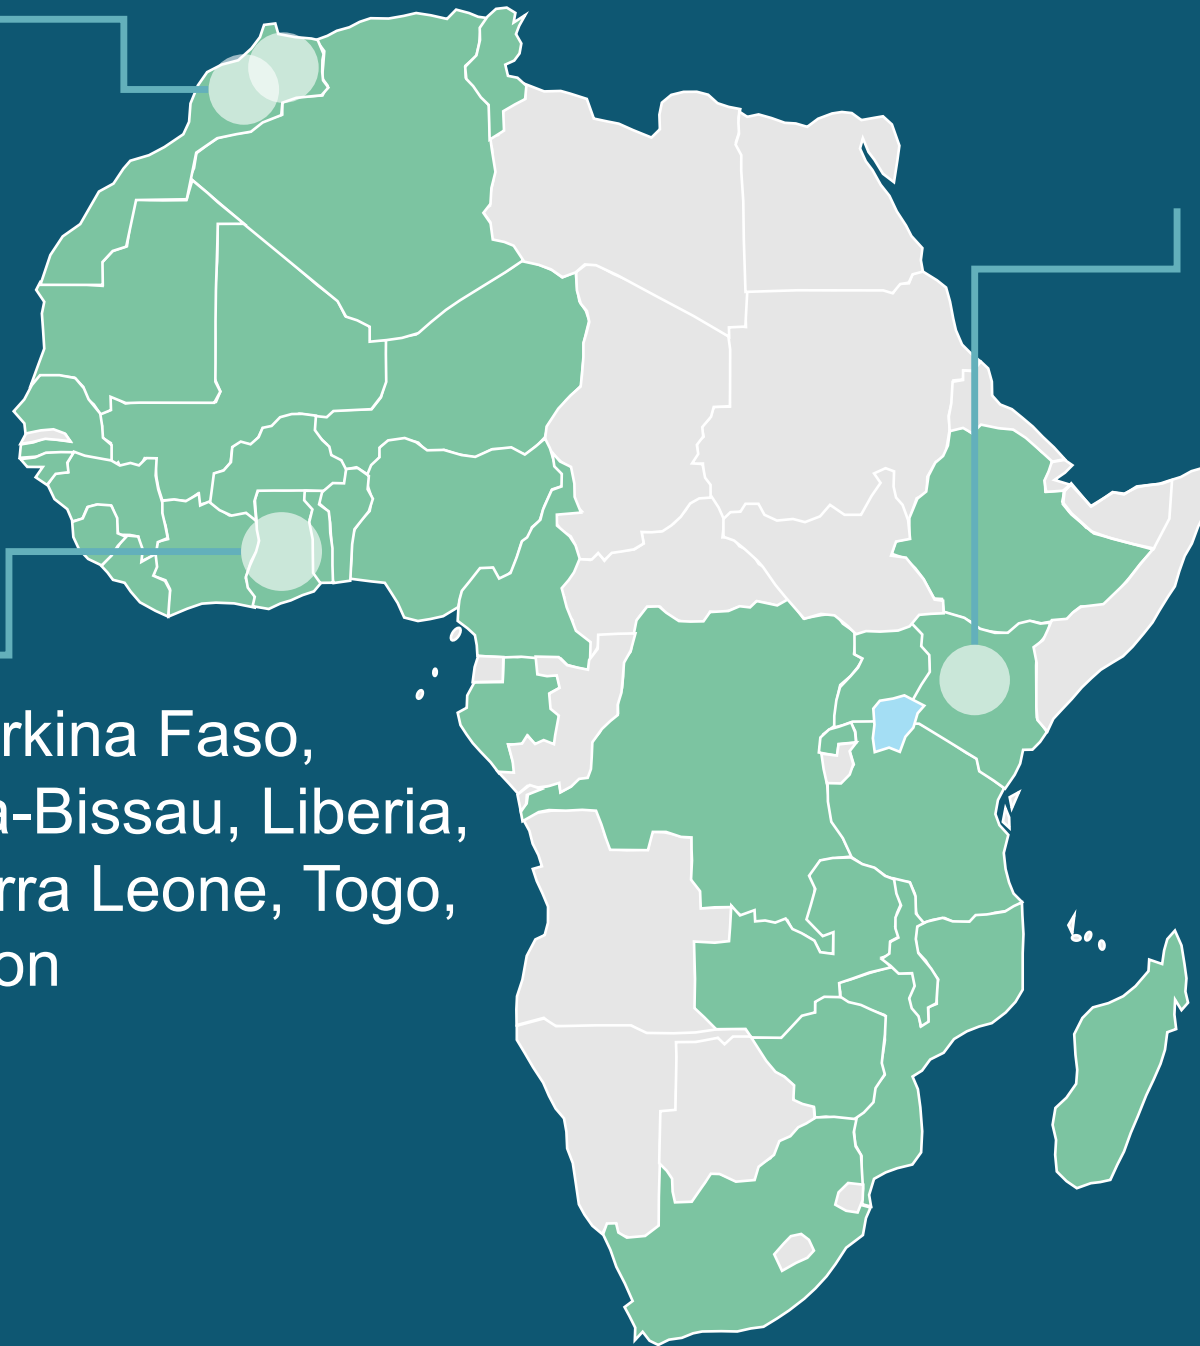 rkina Faso,
a-Bissau, Liberia,
rra Leone, Togo,
on